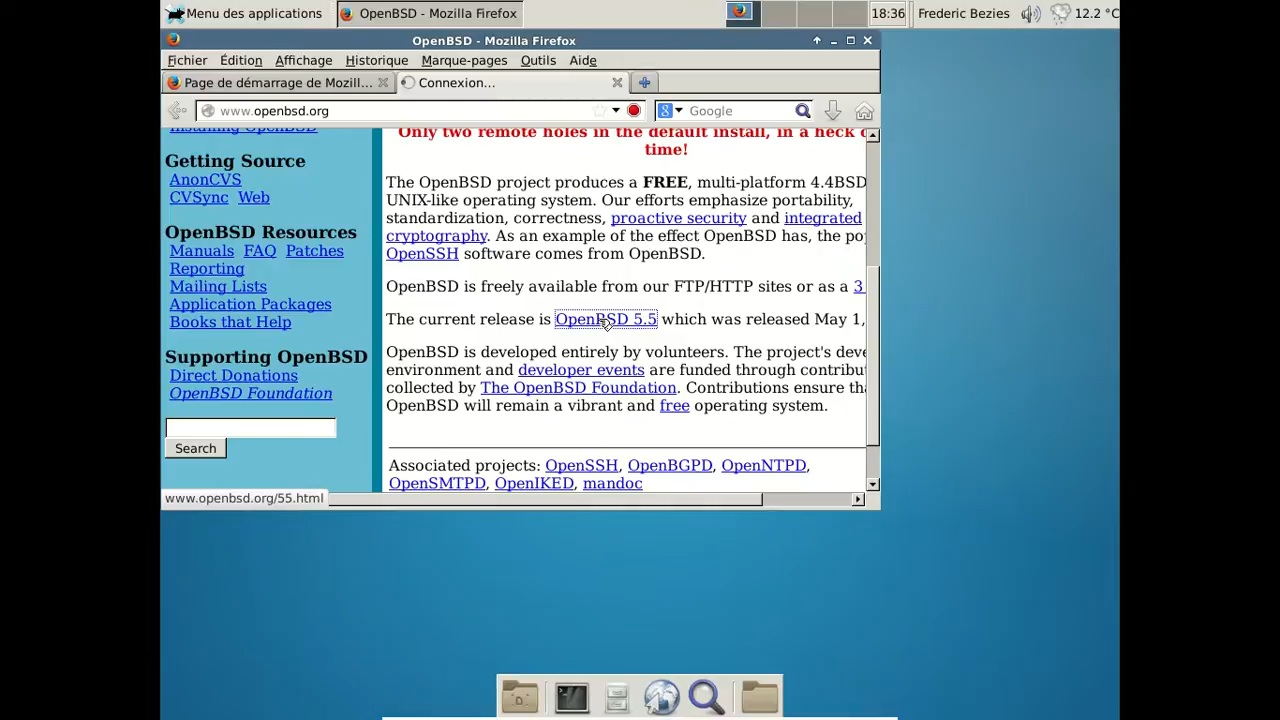 Menu des applications
OpenBSD - Mozilla Firefox
18:36
Frederic Bezies
12.2 °C
OpenBSD - Mozilla Firefox
Fichier Édition Affichage Historique Marque-pages Outils Aide
Page de démarrage de Mozill...
Connexion...
www.openbsd.org
8
Google
Installing OpenBSD
Getting Source
AnonCVS
CVSync Web
OpenBSD Resources
Manuals FAQ Patches
Reporting
Mailing Lists
Application Packages
Books that Help
Supporting OpenBSD
Direct Donations
OpenBSD Foundation
Search
www.openbsd.org/55.html
Only two remote holes in the default install, in a heck
time!
The OpenBSD project produces a FREE, multi-platform 4.4BSD
UNIX-like operating system. Our efforts emphasize portability,
standardization, correctness, proactive security and integrated
cryptography. As an example of the effect OpenBSD has, the po
OpenSSH software comes from OpenBSD.
OpenBSD is freely available from our FTP/HTTP sites or as a 3
The current release is OpenBSD 5.5 which was released May 1,
OpenBSD is developed entirely by volunteers. The project's deve
environment and developer events are funded through contribu
collected by The OpenBSD Foundation. Contributions ensure tha
OpenBSD will remain a vibrant and free operating system.
Associated projects: OpenSSH, OpenBGPD, OpenNTPD,
OpenSMTPD, OpenIKED, mandoc